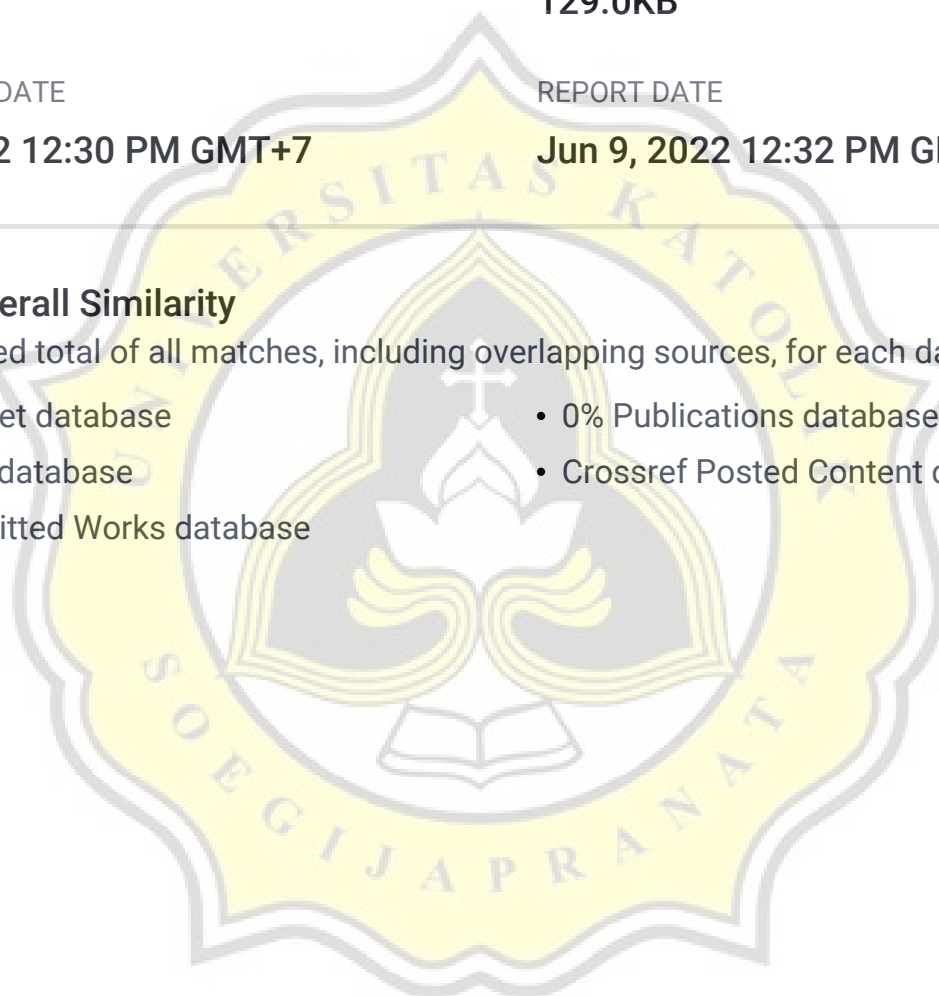 129.0KB
DATE
REPORT DATE
2 12:30 PM GMT+7
Jun 9, 2022 12:32 PM G
UNIVERSITAS KATOLIK
erall Similarity
ed total of all matches, including overlapping sources, for each da
et database
• 0% Publications database
database
• Crossref Posted Content
itted Works database
SOEGIJAPRANATA